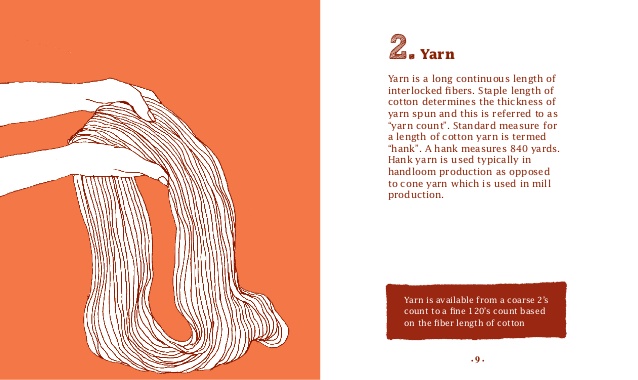 2. Yarn
Yarn is a long continuous length of
interlocked fibers. Staple length of
cotton determines the thickness of
yarn spun and this is referred to as
"yarn count". Standard measure for
a length of cotton yarn is termed
"hank". A hank measures 840 yards.
Hank yarn is used typically in
handloom production as opposed
to cone yarn which is used in mill
production.
Yarn is available from a coarse 2's
count to a fine 120's count based
on the fiber length of cotton
·9·